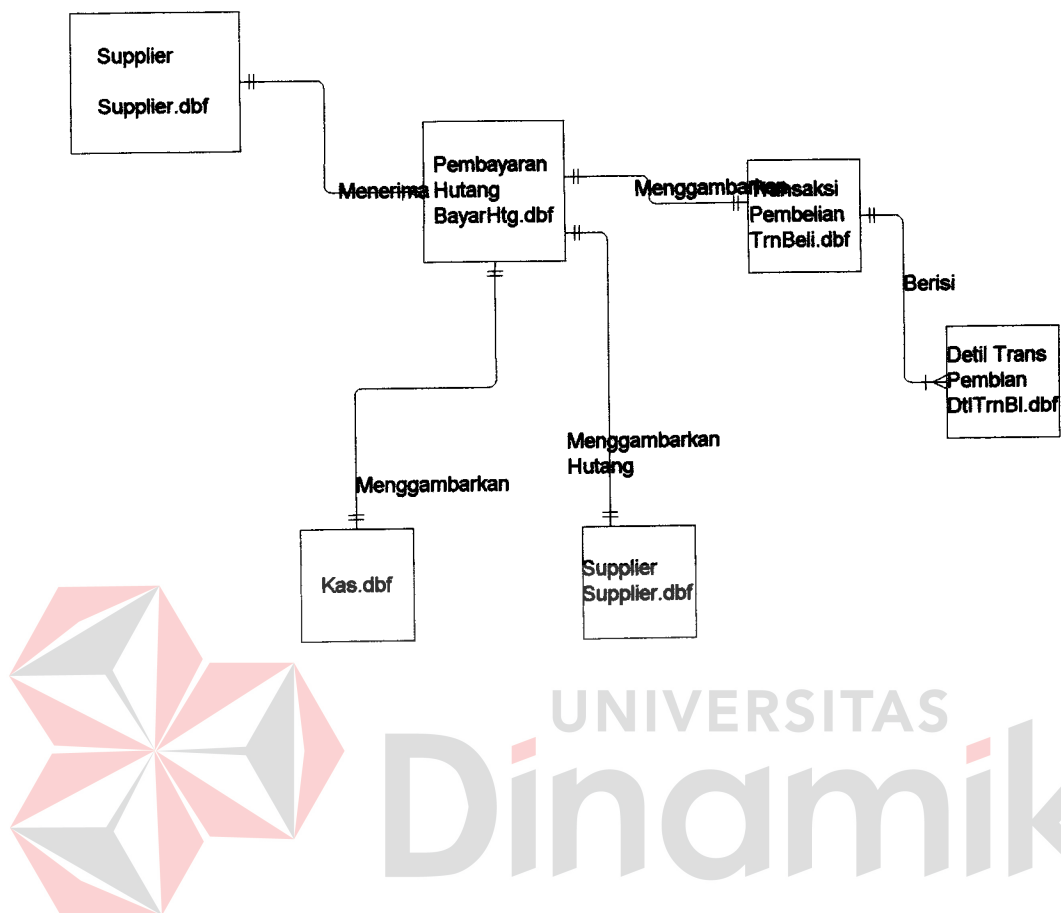 Supplier
Supplier.dbf
Pembayaran
Hutang
BayarHtg.dbf
Menerima
Menggambarkan
Transaksi
Pembelian
TrnBeli.dbf
Berisi
Detil Trans
Pemblan
DtlTrnBl.dbf
Menggambarkan
Hutang
Menggambarkan
Kas.dbf
Supplier
Supplier.dbf
UNIVERSITAS
Dinamik